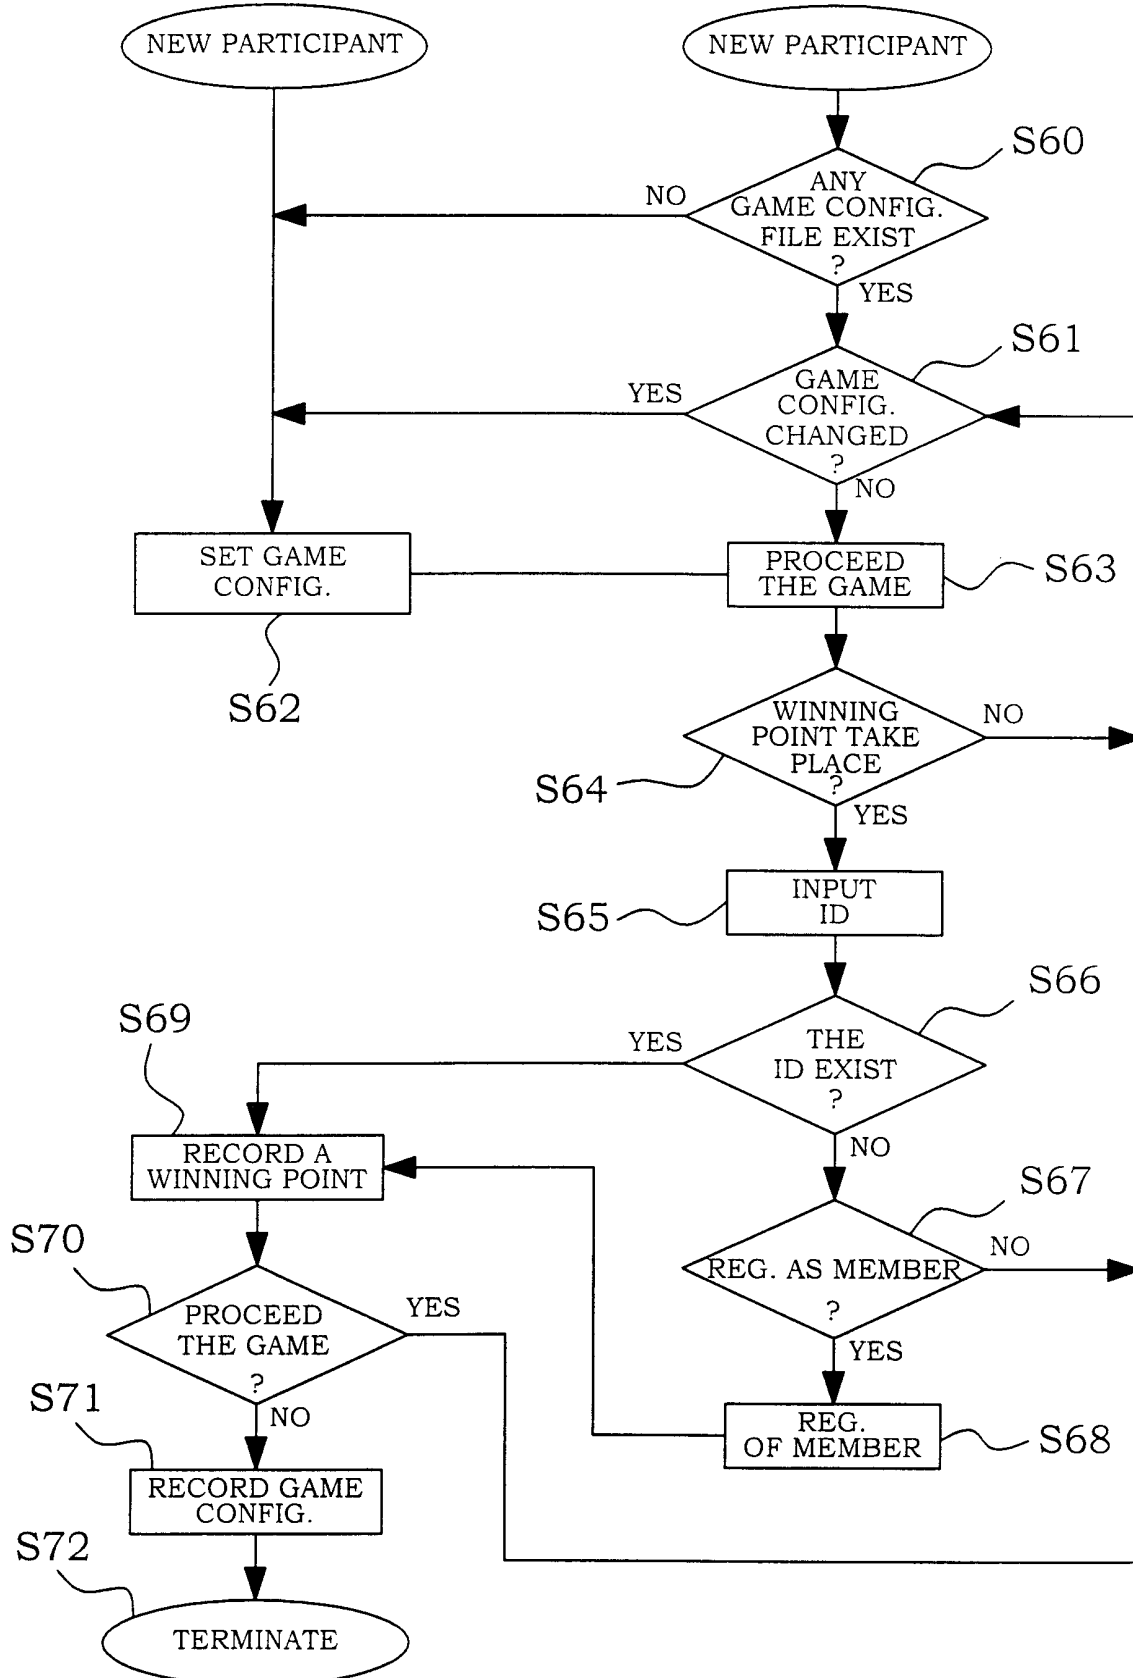 NEW PARTICIPANT
NEW PARTICIPANT
S60
ANY
GAME CONFIG.
FILE EXIST
?
NO
YES
S61
GAME
CONFIG.
CHANGED
?
YES
NO
SET GAME
CONFIG.
S62
PROCEED
THE GAME
S63
WINNING
POINT TAKE
PLACE
?
NO
S64
YES
INPUT
ID
S65
S66
THE
ID EXIST
?
YES
NO
S69
RECORD A
WINNING POINT
S67
REG. AS MEMBER
?
NO
YES
S70
PROCEED
THE GAME
?
YES
NO
REG.
OF MEMBER
S68
S71
RECORD GAME
CONFIG.
S72
TERMINATE